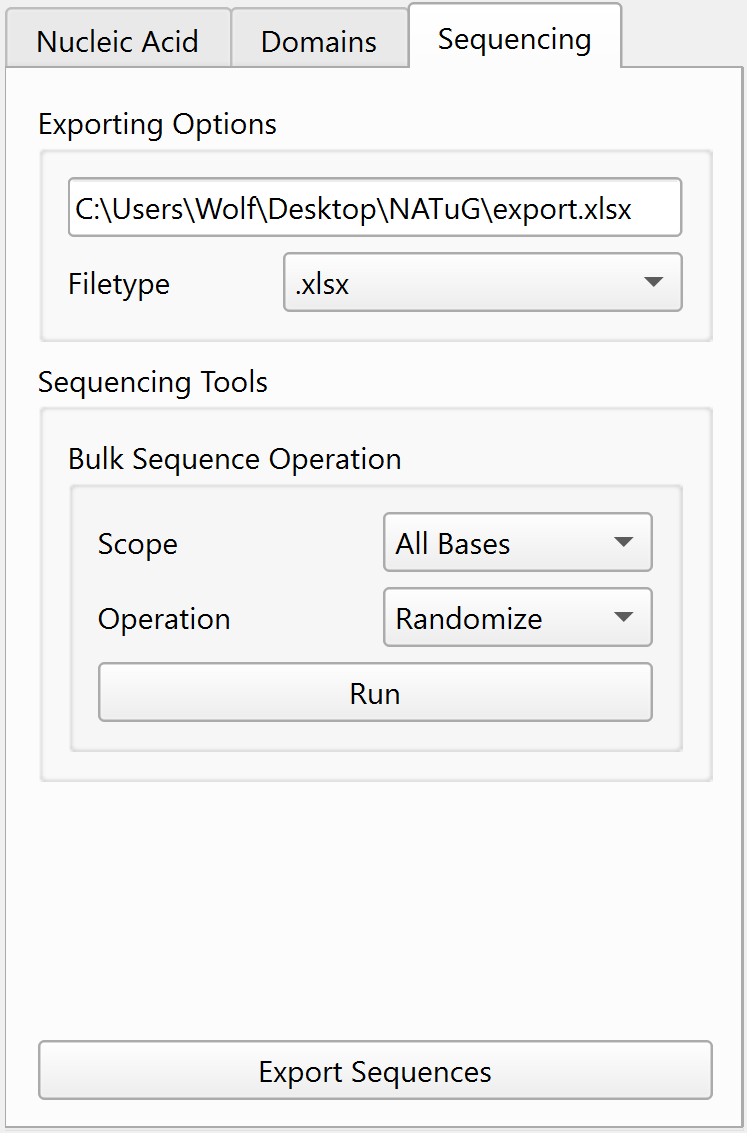 Nucleic Acid Domains Sequencing
Exporting Options
C:\Users\Wolf\Desktop\NATuG\export.xlsx
Filetype .xlsx
Sequencing Tools
Bulk Sequence Operation
Scope All Bases
Operation Randomize
Run
Export Sequences